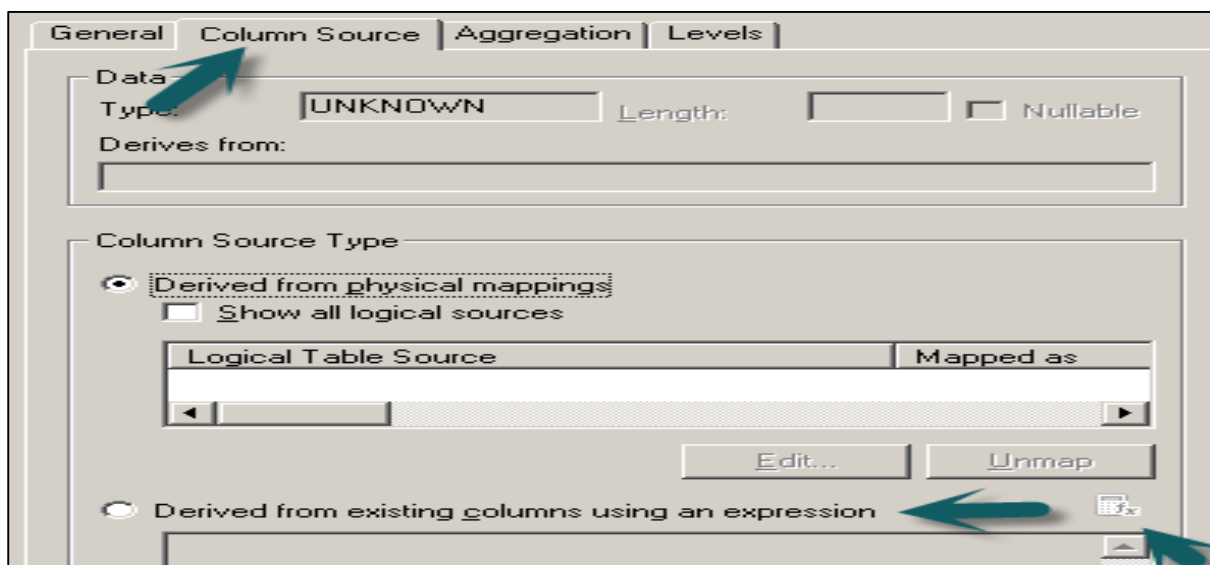 General Column Source Aggregation Levels
Data
Type: UNKNOWN Length: Nullable
Derives from:
Column Source Type
Derived from physical mappings
Show all logical sources
Logical Table Source Mapped as
Edit... Unmap
Derived from existing columns using an expression
fx